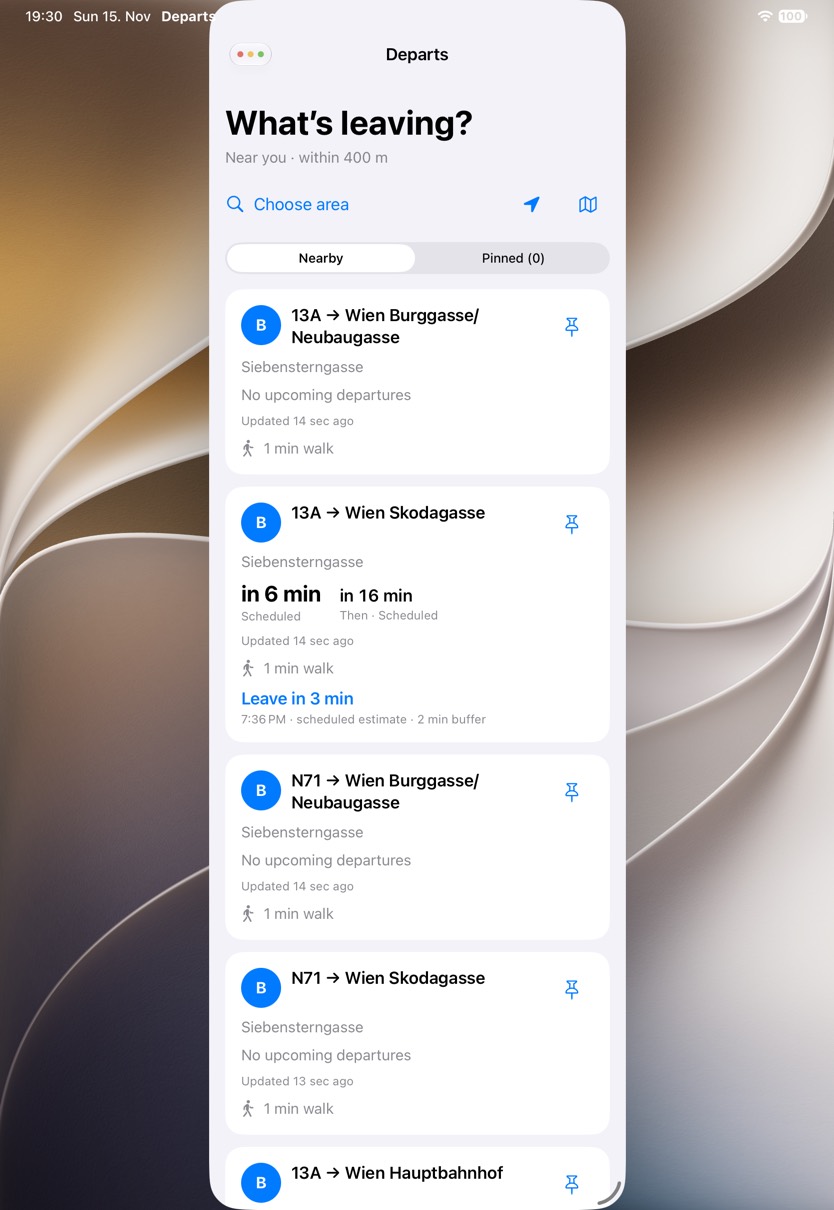 19:30 Sun 15. Nov Departs
100
Departs
What's leaving?
Near you · within 400 m
Choose area
Nearby Pinned (0)
B 13A → Wien Burggasse/
Neubaugasse
Siebensterngasse
No upcoming departures
Updated 14 sec ago
1 min walk
B 13A → Wien Skodagasse
Siebensterngasse
in 6 min in 16 min
Scheduled Then · Scheduled
Updated 14 sec ago
1 min walk
Leave in 3 min
7:36 PM · scheduled estimate · 2 min buffer
B N71 → Wien Burggasse/
Neubaugasse
Siebensterngasse
No upcoming departures
Updated 14 sec ago
1 min walk
B N71 → Wien Skodagasse
Siebensterngasse
No upcoming departures
Updated 13 sec ago
1 min walk
B 13A → Wien Hauptbahnhof